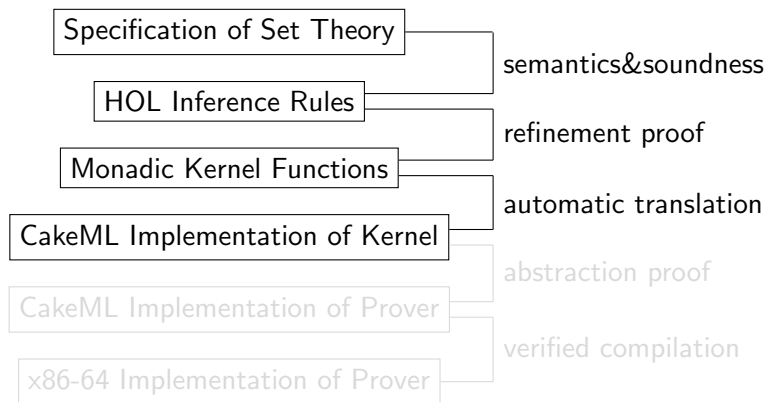 Specification of Set Theory
semantics&soundness
HOL Inference Rules
refinement proof
Monadic Kernel Functions
automatic translation
CakeML Implementation of Kernel
abstraction proof
CakeML Implementation of Prover
verified compilation
x86-64 Implementation of Prover